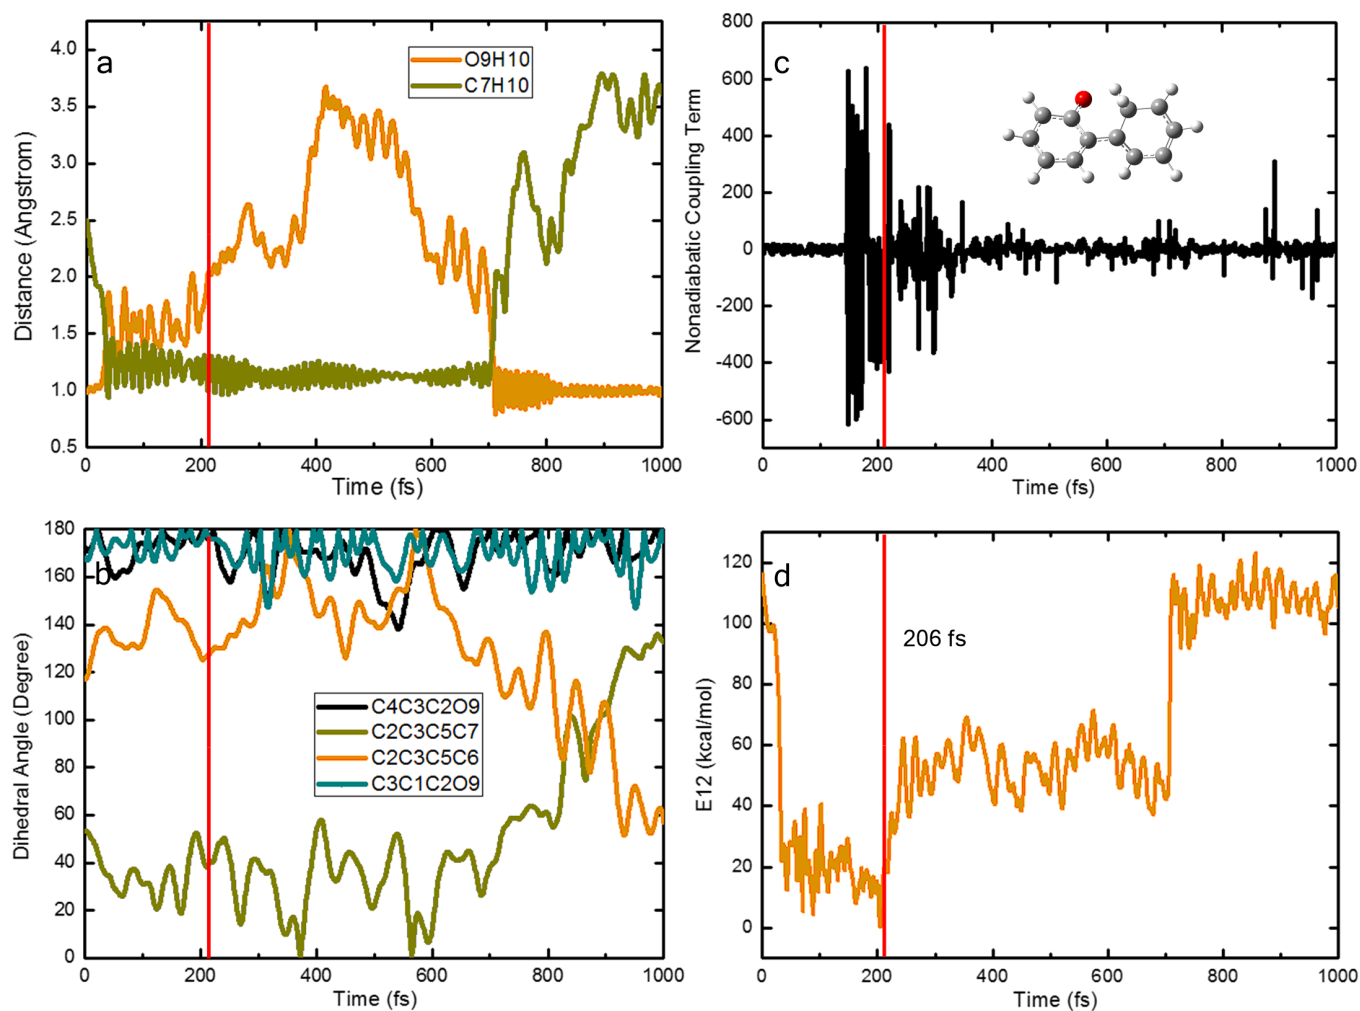 a
O9H10
C7H10
4.0
3.5
3.0
2.5
2.0
1.5
1.0
0.5
Distance (Angstrom)
0 200 400 600 800 1000
Time (fs)
c
800
600
400
200
0
-200
-400
-600
Nonadiabatic Coupling Term
0 200 400 600 800 1000
Time (fs)
b
180
160
140
120
100
80
60
40
20
0
Dihedral Angle (Degree)
C4C3C2O9
C2C3C5C7
C2C3C5C6
C3C1C2O9
0 200 400 600 800 1000
Time (fs)
d
206 fs
120
100
80
60
40
20
0
E12 (kcal/mol)
0 200 400 600 800 1000
Time (fs)